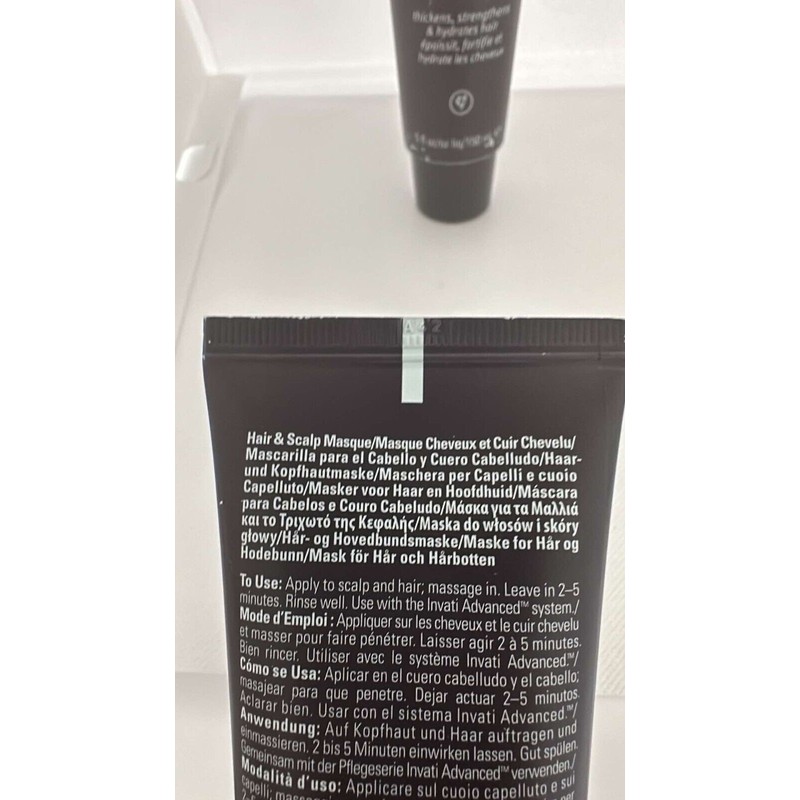 thickens, strengthens
& hydrates hair
épaissit, fortifie et
hydrate les cheveux
A42
Hair & Scalp Masque/Masque Cheveux et Cuir Chevelu/
Mascarilla para el Cabello y Cuero Cabelludo/Haar-
und Kopfhautmaske/Maschera per Capelli e cuoio
Capelluto/Masker voor Haar en Hoofdhuid/Máscara
para Cabelos e Couro Cabeludo/Μάσκα για τα Μαλλιά
και το Τριχωτό της Κεφαλής/Maska do włosów i skóry
głowy/Hår- og Hovedbundsmaske/Maske for Hår og
Hodebunn/Mask för Hår och Hårbotten
To Use: Apply to scalp and hair; massage in. Leave in 2–5
minutes. Rinse well. Use with the Invati Advanced™ system./
Mode d'Emploi : Appliquer sur les cheveux et le cuir chevelu
et masser pour faire pénétrer. Laisser agir 2 à 5 minutes.
Bien rincer. Utiliser avec le système Invati Advanced.™/
Cómo se Usa: Aplicar en el cuero cabelludo y el cabello;
masajear para que penetre. Dejar actuar 2–5 minutos.
Aclarar bien. Usar con el sistema Invati Advanced.™/
Anwendung: Auf Kopfhaut und Haar auftragen und
einmassieren. 2 bis 5 Minuten einwirken lassen. Gut spülen.
Gemeinsam mit der Pflegeserie Invati Advanced™ verwenden./
Modalità d'uso: Applicare sul cuoio capelluto e sui
capelli;